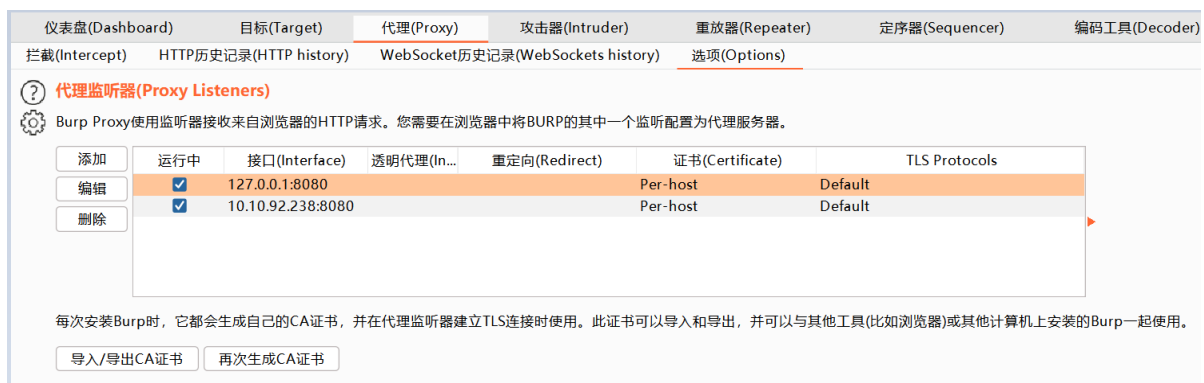 仪表盘(Dashboard) 目标(Target) 代理(Proxy) 攻击器(Intruder) 重放器(Repeater) 定序器(Sequencer) 编码工具(Decoder)
拦截(Intercept) HTTP历史记录(HTTP history) WebSocket历史记录(WebSockets history) 选项(Options)
? 代理监听器(Proxy Listeners)
Burp Proxy使用监听器接收来自浏览器的HTTP请求。您需要在浏览器中将BURP的其中一个监听配置为代理服务器。
添加 运行中 接口(Interface) 透明代理(In... 重定向(Redirect) 证书(Certificate) TLS Protocols
编辑 127.0.0.1:8080 Per-host Default
10.10.92.238:8080 Per-host Default
删除
每次安装Burp时，它都会生成自己的CA证书，并在代理监听器建立TLS连接时使用。此证书可以导入和导出，并可以与其他工具(比如浏览器)或其他计算机上安装的Burp一起使用。
导入/导出CA证书 再次生成CA证书